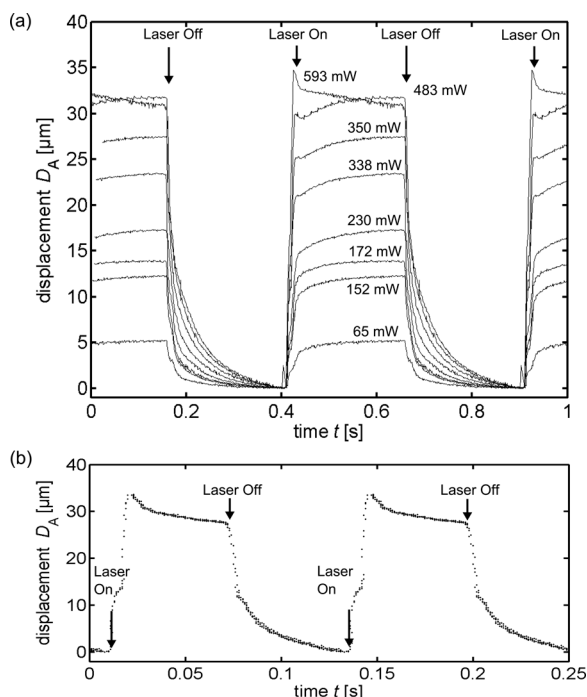 (a)
Laser Off
Laser On
Laser Off
Laser On
40
35
30
25
20
15
10
5
0
displacement D_A [µm]
593 mW
483 mW
350 mW
338 mW
230 mW
172 mW
152 mW
65 mW
0
0.2
0.4
0.6
0.8
1
time t [s]
(b)
40
30
20
10
0
displacement D_A [µm]
Laser Off
Laser Off
Laser
On
Laser
On
0
0.05
0.1
0.15
0.2
0.25
time t [s]